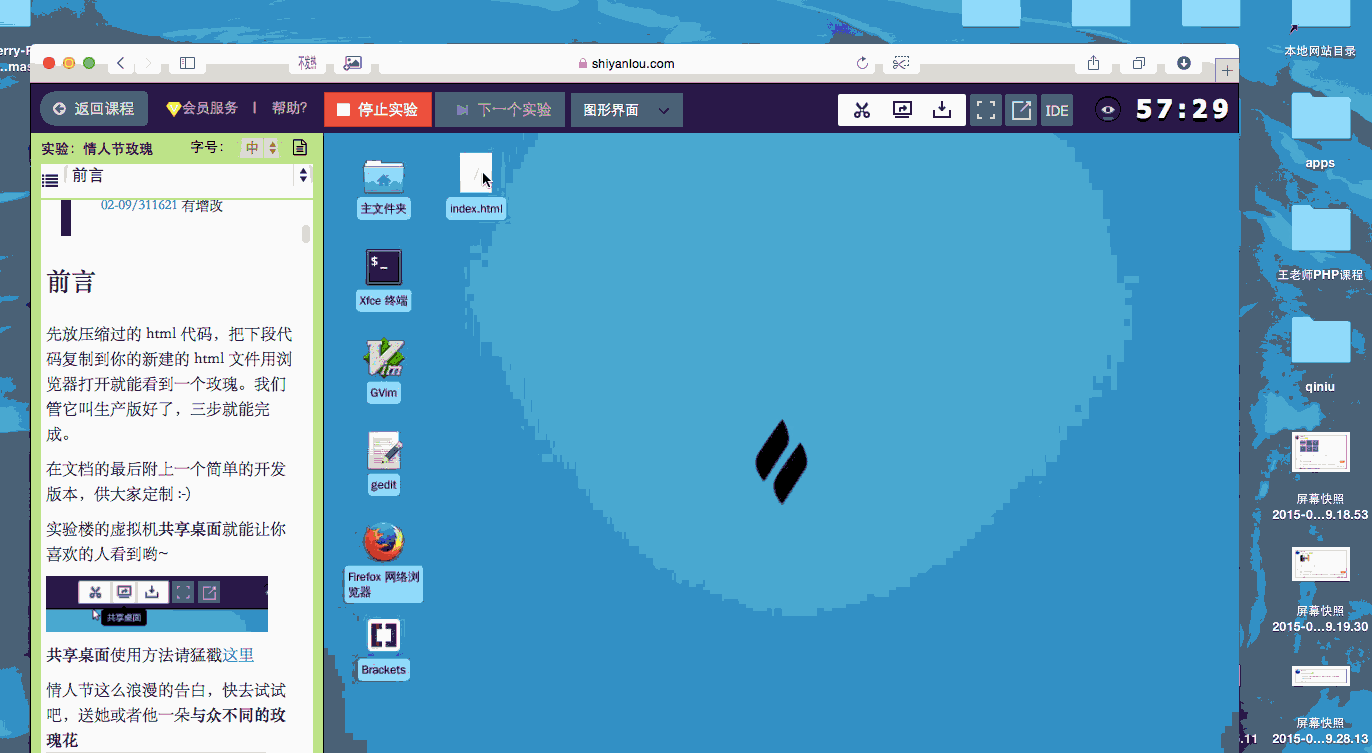 本地网站目录
erry-P
...mas
不变热
shiyanlou.com
返回课程
会员服务
帮助?
停止实验
下一个实验
图形界面
IDE
57:29
实验: 情人节玫瑰
字号:
中
前言
02-09/311621 有增改
前言
先放压缩过的 html 代码，把下段代
码复制到你的新建的 html 文件用浏
览器打开就能看到一个玫瑰。我们
管它叫生产版好了，三步就能完
成。
在文档的最后附上一个简单的开发
版本，供大家定制 :-)
实验楼的虚拟机共享桌面就能让你
喜欢的人看到哟~
共享桌面
共享桌面使用方法请猛戳这里
情人节这么浪漫的告白，快去试试
吧，送她或者他一朵与众不同的玫
瑰花
主文件夹
index.html
$_
Xfce 终端
Vim
GVim
gedit
Firefox 网络浏
览器
Brackets
apps
王老师PHP课程
qiniu
屏幕快照
2015-0...9.18.53
屏幕快照
2015-0...9.19.30
屏幕快照
2015-0...9.28.13
.11